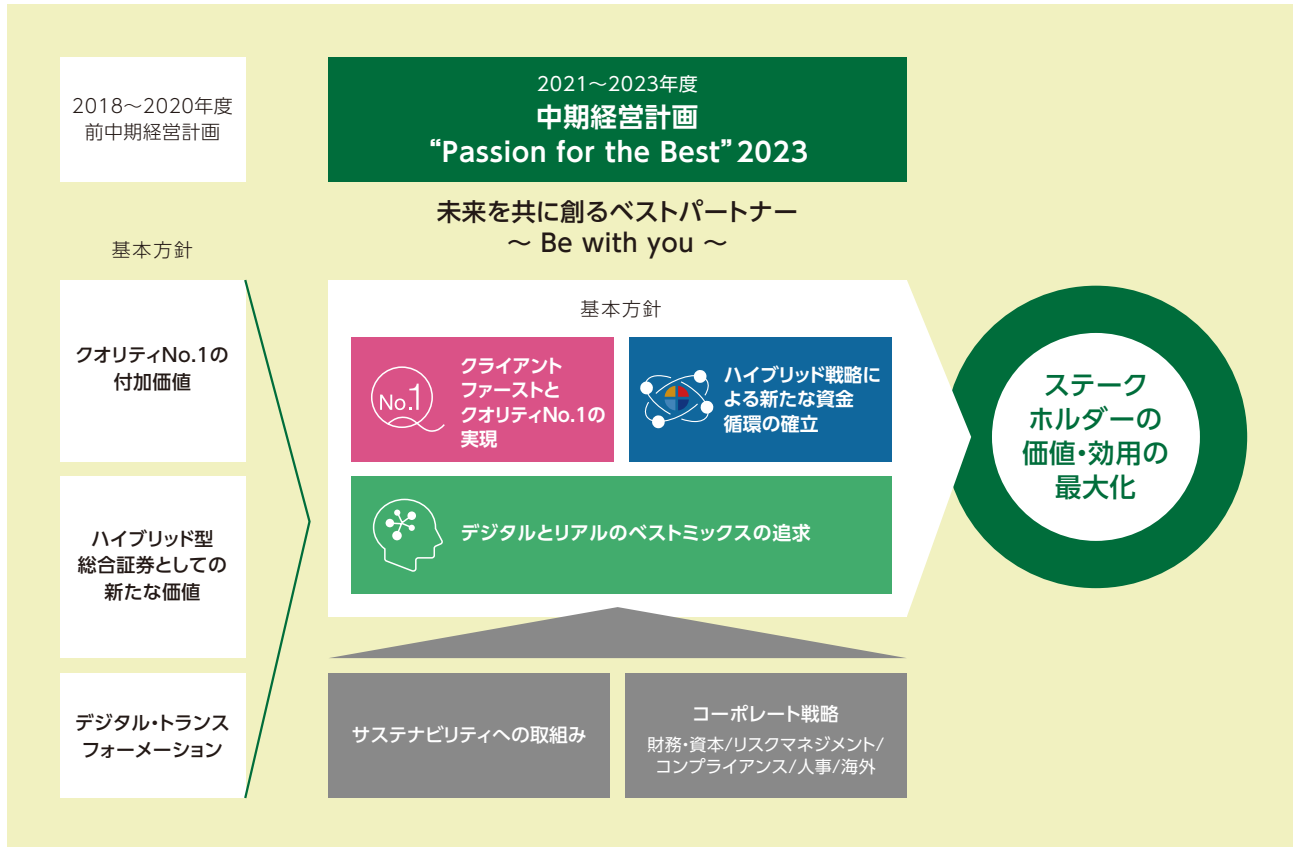 2018～2020年度
前中期経営計画
基本方針
クオリティNo.1の
付加価値
ハイブリッド型
総合証券としての
新たな価値
デジタル・トランス
フォーメーション
2021～2023年度
中期経営計画
“Passion for the Best” 2023
未来を共に創るベストパートナー
～ Be with you ～
基本方針
No.1
クライアント
ファーストと
クオリティNo.1の
実現
ハイブリッド戦略に
よる新たな資金
循環の確立
デジタルとリアルのベストミックスの追求
サステナビリティへの取組み
コーポレート戦略
財務・資本/リスクマネジメント/
コンプライアンス/人事/海外
ステーク
ホルダーの
価値・効用の
最大化